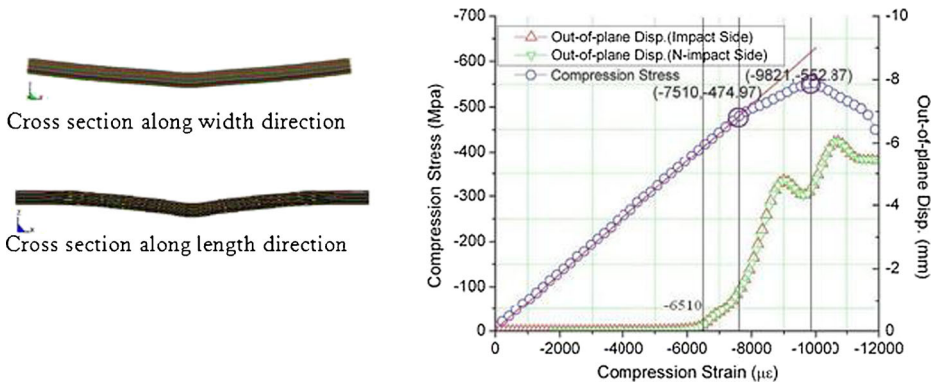 Cross section along width direction
Cross section along length direction
-700
-600
-500
-400
-300
-200
-100
0
Compression Stress (Mpa)
Out-of-plane Disp.(Impact Side)
Out-of-plane Disp.(N-impact Side)
Compression Stress
(-9821,-552.87)
(-7510,-474.97)
-6510
-10
-8
-6
-4
-2
0
Out-of-plane Disp. (mm)
0 -2000 -4000 -6000 -8000 -10000 -12000
Compression Strain (με)